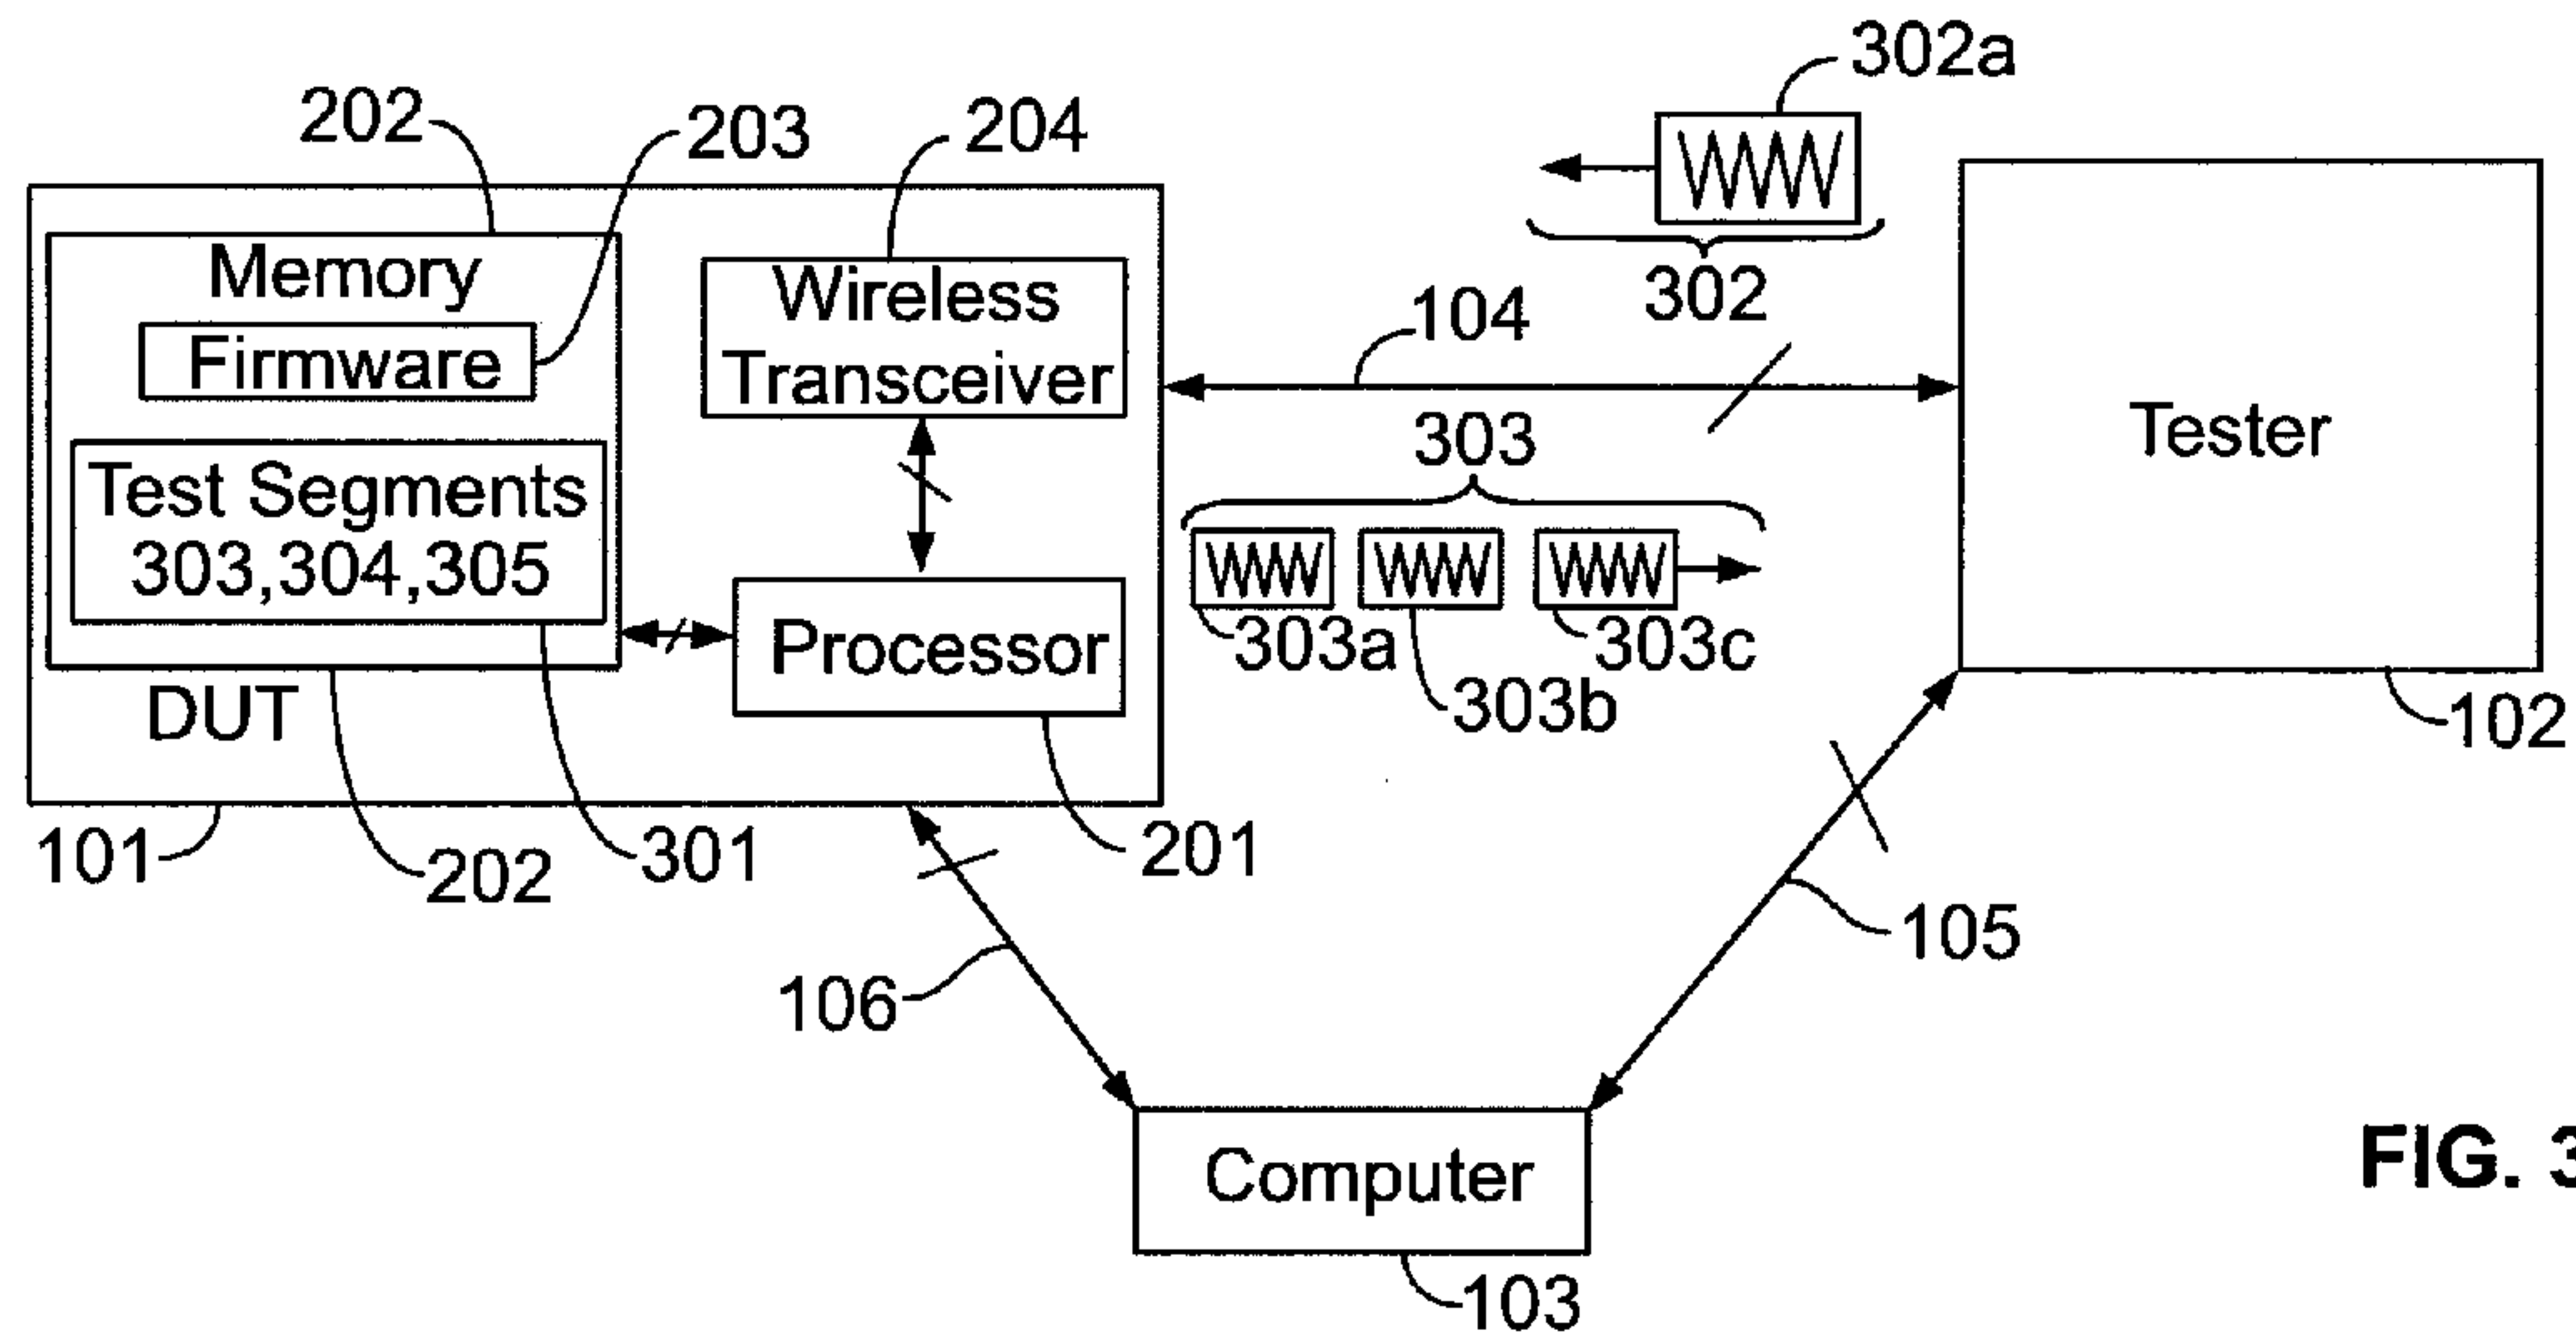 302a
202
203
204
Memory
Firmware
Wireless
Transceiver
302
104
Tester
303
Test Segments
303,304,305
Processor
303a
303b
303c
DUT
102
101
202
301
201
105
106
Computer
103
FIG. 3